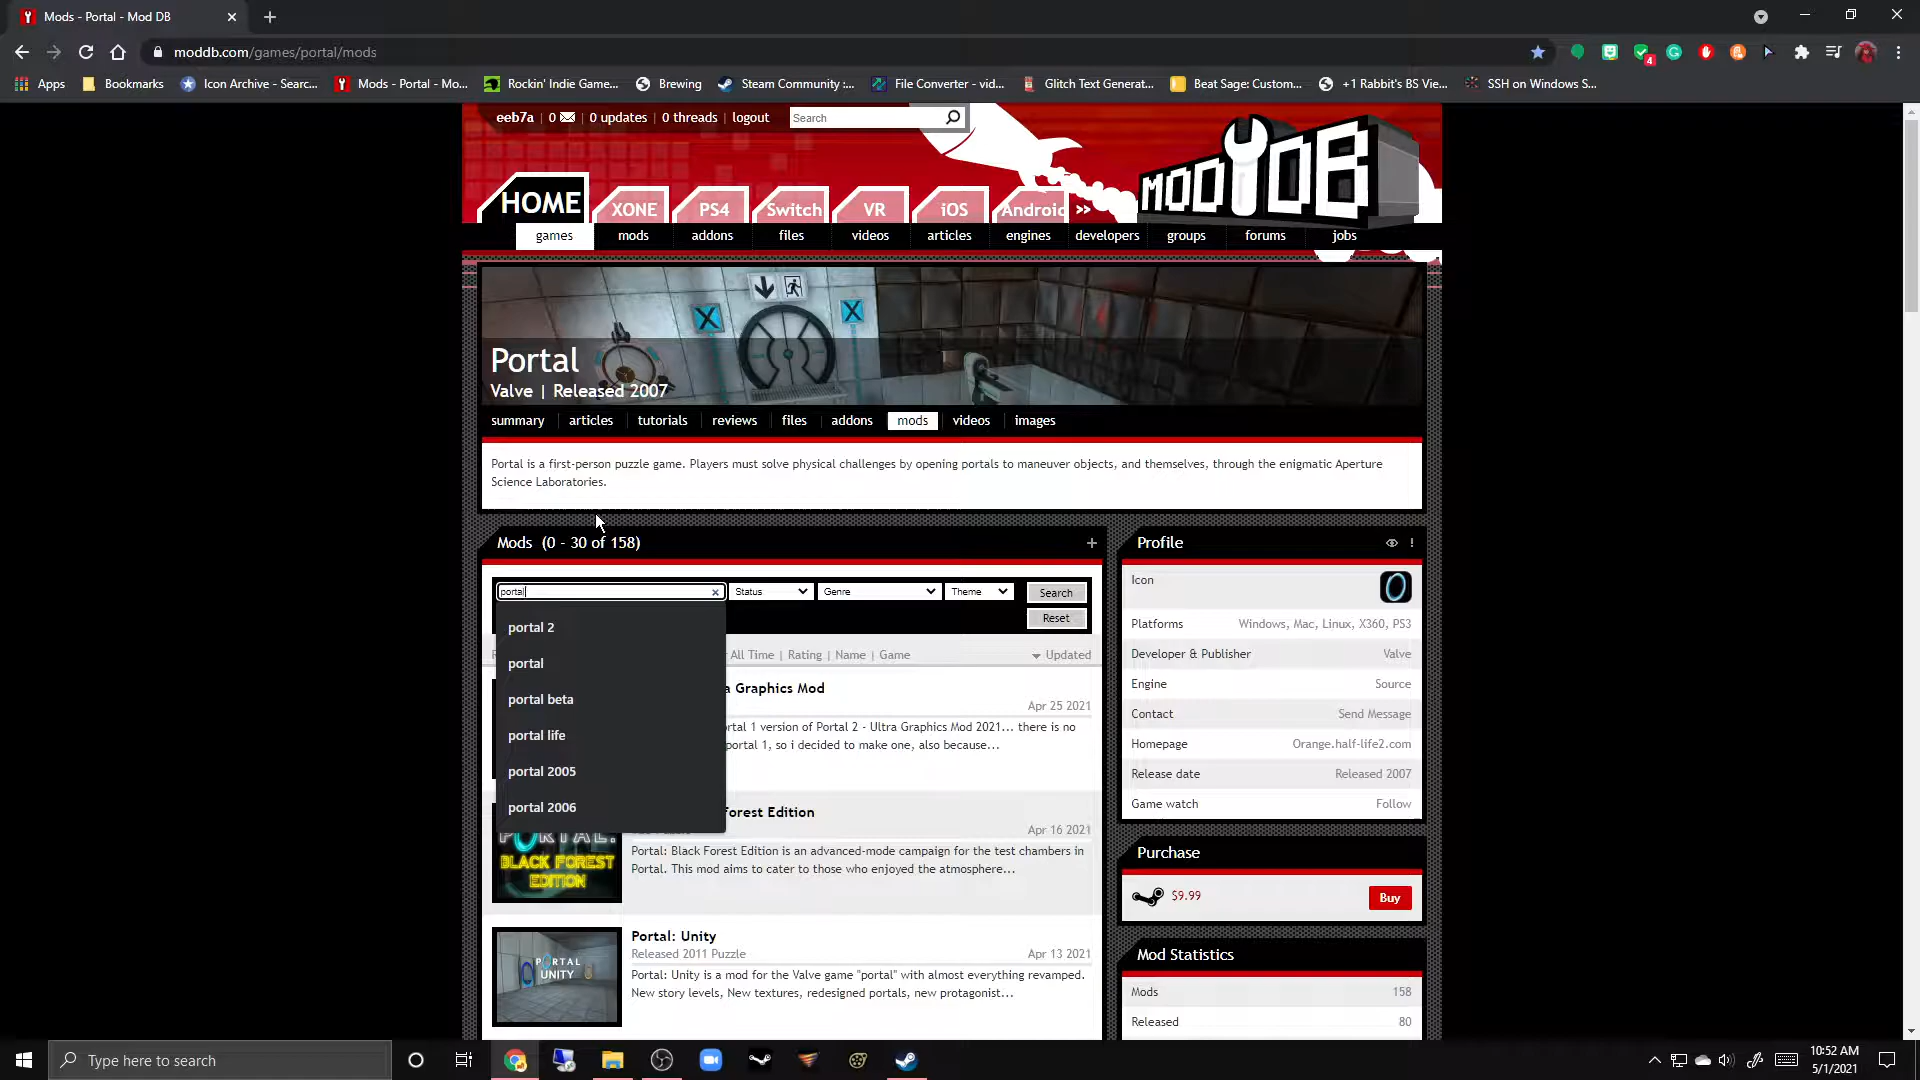 Mods - Portal - Mod DB
moddb.com/games/portal/mods
4
Apps
Bookmarks
Icon Archive - Searc...
Mods - Portal - Mo...
Rockin' Indie Game...
Brewing
Steam Community :...
File Converter - vid...
Glitch Text Generat...
Beat Sage: Custom...
+1 Rabbit's BS Vie...
SSH on Windows S...
eeb7a | 0 | 0 updates | 0 threads | logout
Search
MODDB
HOME XONE PS4 Switch VR iOS Android >>
games mods addons files videos articles engines developers groups forums jobs
Portal
Valve | Released 2007
summary articles tutorials reviews files addons mods videos images
Portal is a first-person puzzle game. Players must solve physical challenges by opening portals to maneuver objects, and themselves, through the enigmatic Aperture
Science Laboratories.
Mods (0 - 30 of 158)
+
portal
Status
Genre
Theme
Search
Reset
portal 2
portal
portal beta
portal life
portal 2005
portal 2006
All Time | Rating | Name | Game
Updated
Graphics Mod
Apr 25 2021
rtal 1 version of Portal 2 - Ultra Graphics Mod 2021... there is no
portal 1, so i decided to make one, also because...
Forest Edition
Apr 16 2021
Portal: Black Forest Edition is an advanced-mode campaign for the test chambers in
Portal. This mod aims to cater to those who enjoyed the atmosphere...
PORTAL:
BLACK FOREST
EDITION
Portal: Unity
Released 2011 Puzzle
Apr 13 2021
Portal: Unity is a mod for the Valve game "portal" with almost everything revamped.
New story levels, New textures, redesigned portals, new protagonist...
PORTAL
UNITY
Profile
Icon
Platforms Windows, Mac, Linux, X360, PS3
Developer & Publisher Valve
Engine Source
Contact Send Message
Homepage Orange.half-life2.com
Release date Released 2007
Game watch Follow
Purchase
$9.99
Buy
Mod Statistics
Mods 158
Released 80
Type here to search
10:52 AM
5/1/2021